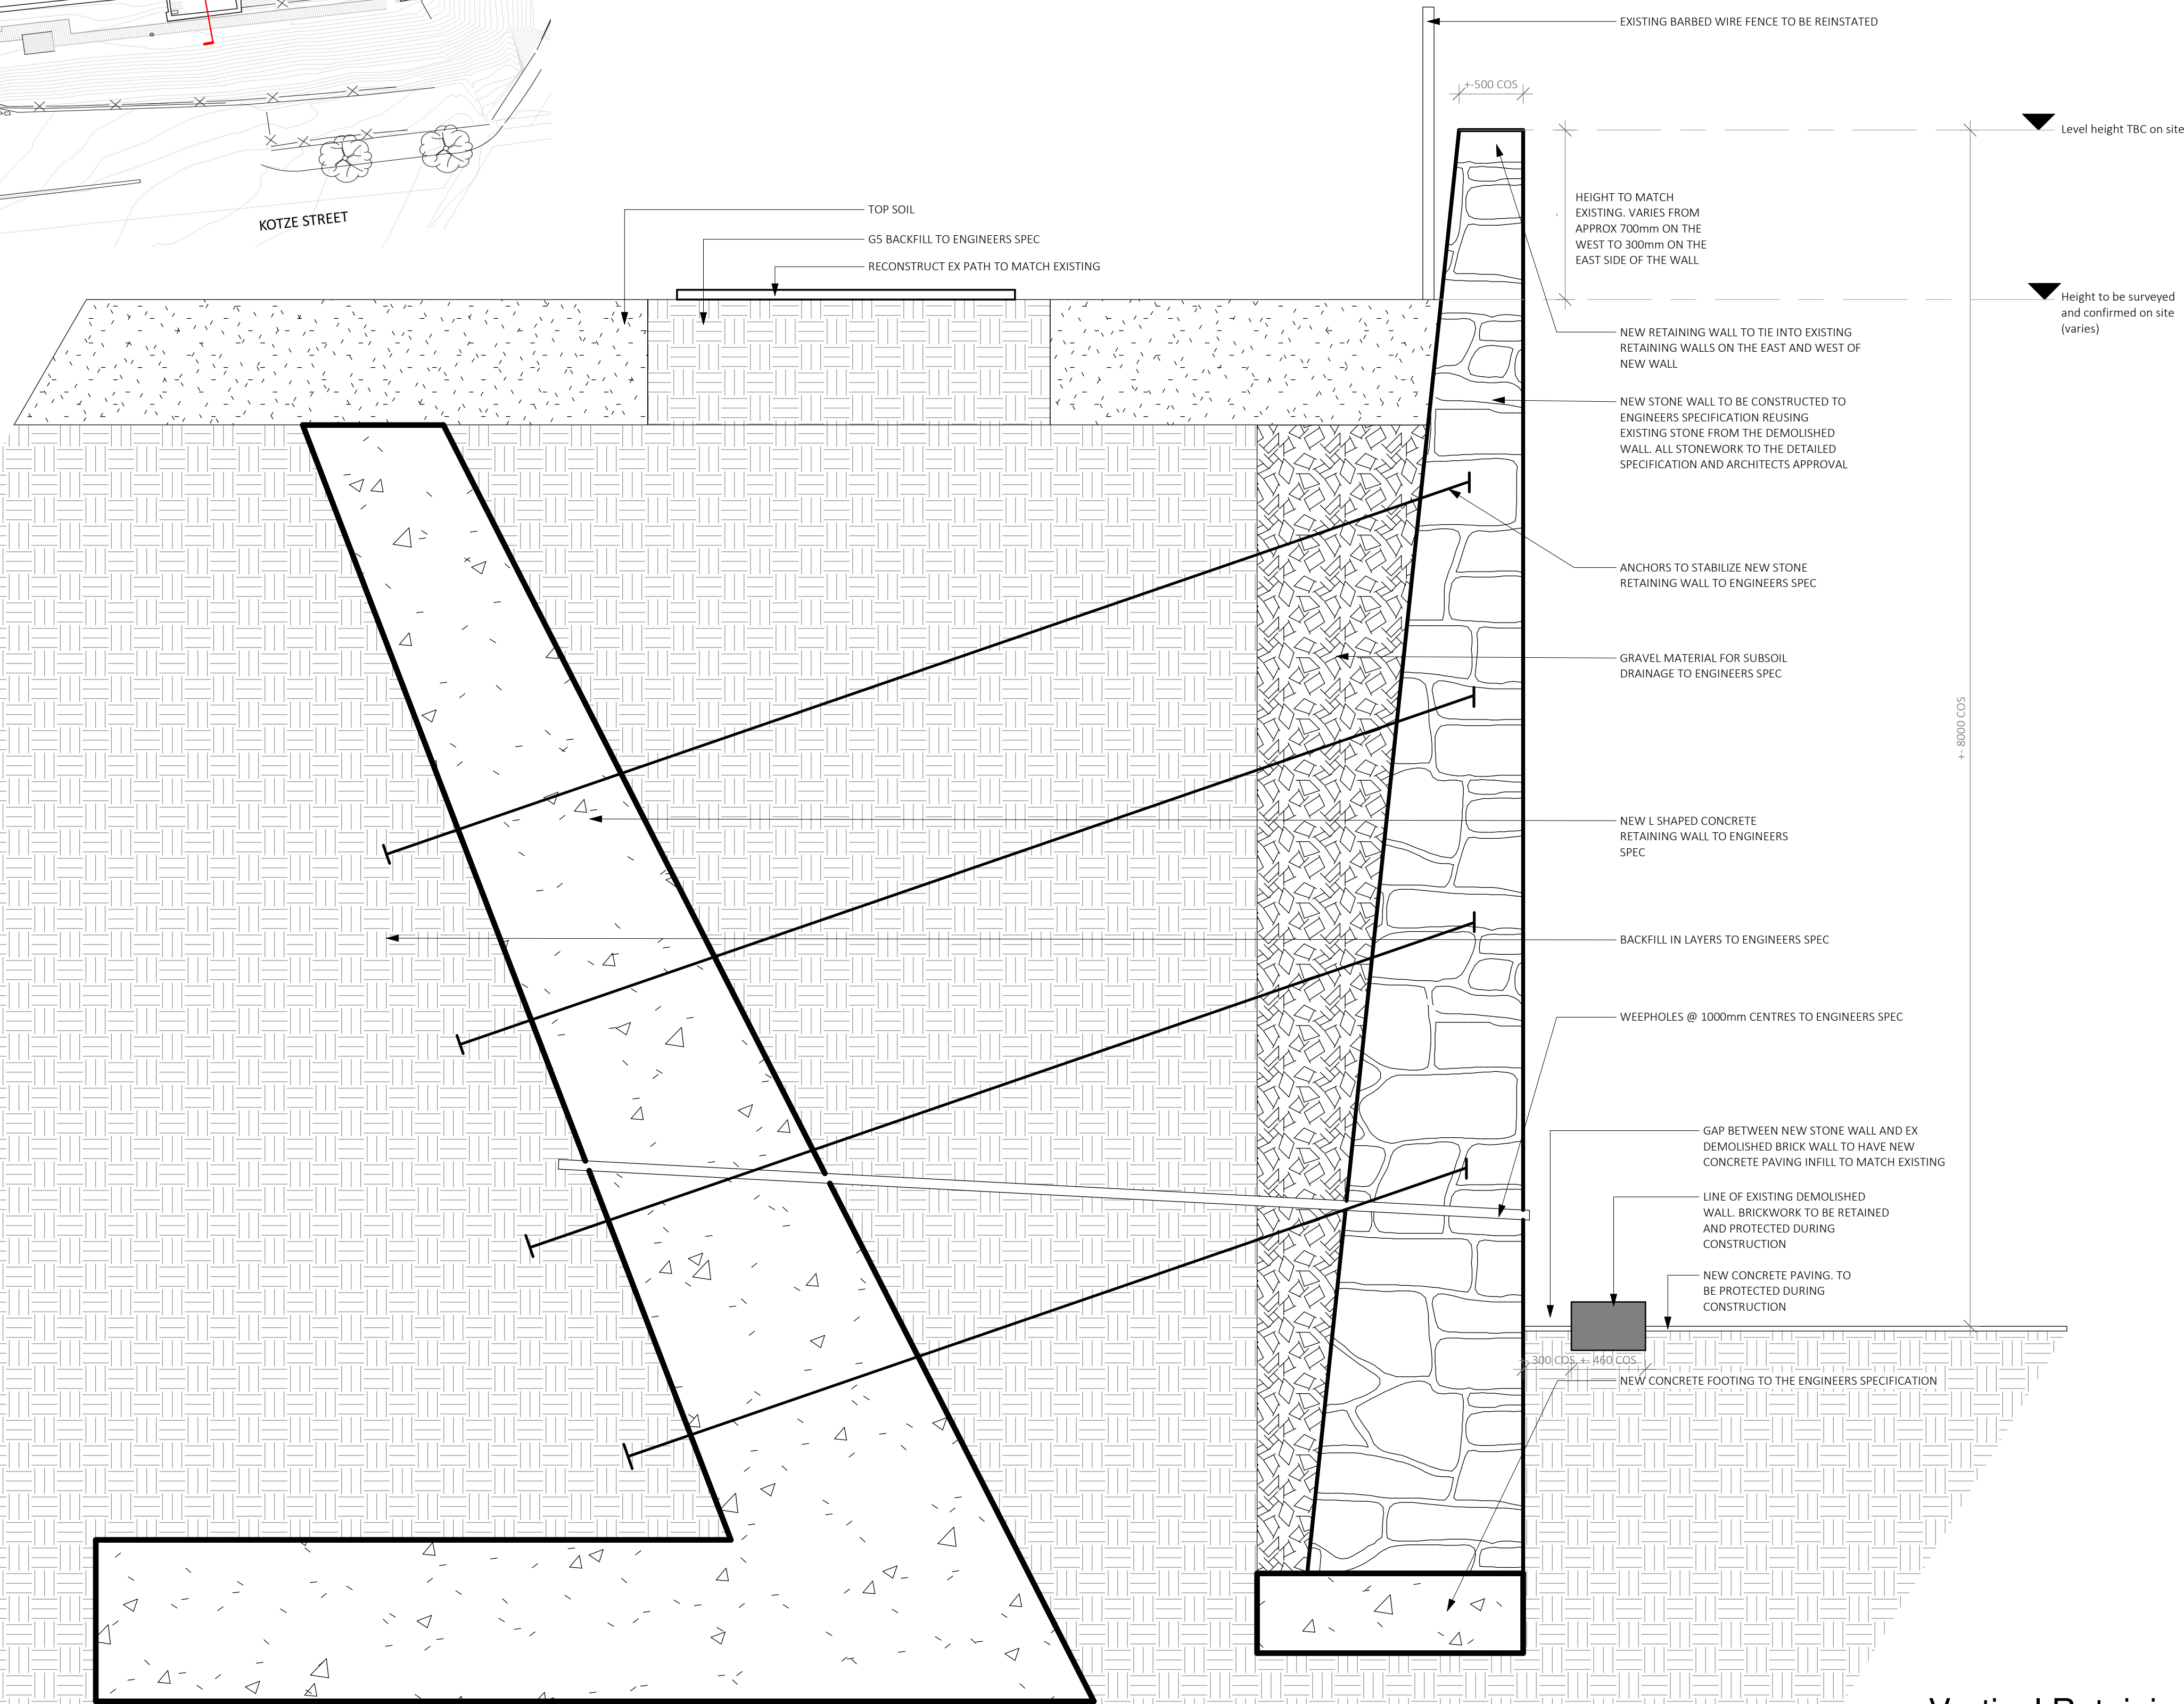 KOTZE STREET
EXISTING BARBED WIRE FENCE TO BE REINSTATED
+-500 COS
Level height TBC on site
HEIGHT TO MATCH
EXISTING. VARIES FROM
APPROX 700mm ON THE
WEST TO 300mm ON THE
EAST SIDE OF THE WALL
TOP SOIL
G5 BACKFILL TO ENGINEERS SPEC
RECONSTRUCT EX PATH TO MATCH EXISTING
Height to be surveyed
and confirmed on site
(varies)
NEW RETAINING WALL TO TIE INTO EXISTING
RETAINING WALLS ON THE EAST AND WEST OF
NEW WALL
NEW STONE WALL TO BE CONSTRUCTED TO
ENGINEERS SPECIFICATION REUSING
EXISTING STONE FROM THE DEMOLISHED
WALL. ALL STONEWORK TO THE DETAILED
SPECIFICATION AND ARCHITECTS APPROVAL
ANCHORS TO STABILIZE NEW STONE
RETAINING WALL TO ENGINEERS SPEC
GRAVEL MATERIAL FOR SUBSOIL
DRAINAGE TO ENGINEERS SPEC
+- 8000 COS
NEW L SHAPED CONCRETE
RETAINING WALL TO ENGINEERS
SPEC
BACKFILL IN LAYERS TO ENGINEERS SPEC
WEEPHOLES @ 1000mm CENTRES TO ENGINEERS SPEC
GAP BETWEEN NEW STONE WALL AND EX
DEMOLISHED BRICK WALL TO HAVE NEW
CONCRETE PAVING INFILL TO MATCH EXISTING
LINE OF EXISTING DEMOLISHED
WALL. BRICKWORK TO BE RETAINED
AND PROTECTED DURING
CONSTRUCTION
NEW CONCRETE PAVING. TO
BE PROTECTED DURING
CONSTRUCTION
+- 300 COS +- 460 COS
NEW CONCRETE FOOTING TO THE ENGINEERS SPECIFICATION